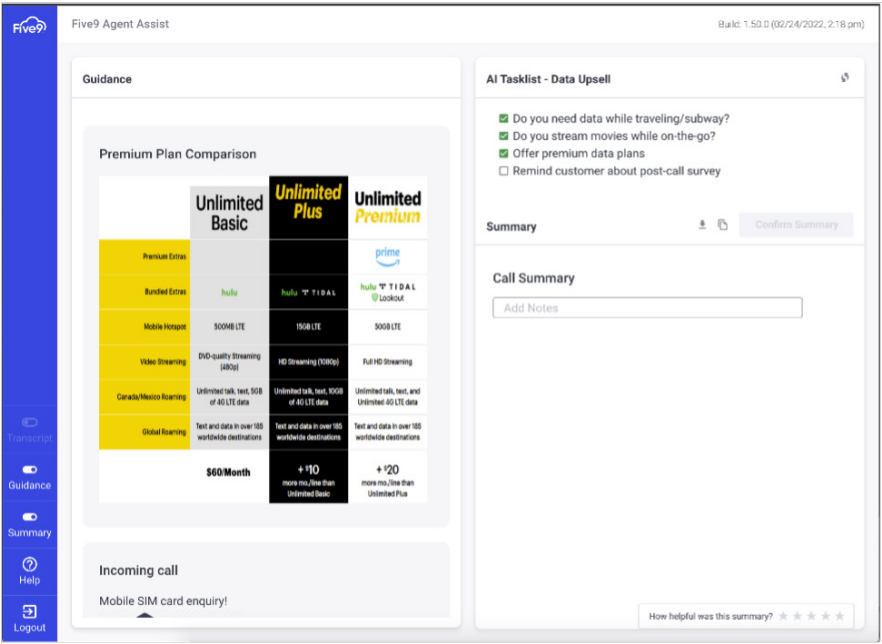 Five9
Five9 Agent Assist
Build: 1.50.0 (02/24/2022, 2:18 pm)
Guidance
Premium Plan Comparison
Unlimited Basic
Unlimited Plus
Unlimited Premium
Premium Extras
prime
Bundled Extras
hulu
hulu TIDAL
hulu TIDAL
Lookout
Mobile Hotspot
500MB LTE
15GB LTE
50GB LTE
Video Streaming
DVD-quality Streaming
(480p)
HD Streaming (1080p)
Full HD Streaming
Canada/Mexico Roaming
Unlimited talk, text, 5GB
of 4G LTE data
Unlimited talk, text, 10GB
of 4G LTE data
Unlimited talk, text, and
Unlimited 4G LTE data
Global Roaming
Text and data in over 185
worldwide destinations
Text and data in over 185
worldwide destinations
Text and data in over 185
worldwide destinations
$60/Month
+$10
more mo./line than
Unlimited Basic
+$20
more mo./line than
Unlimited Plus
Incoming call
Mobile SIM card enquiry!
AI Tasklist - Data Upsell
Do you need data while traveling/subway?
Do you stream movies while on-the-go?
Offer premium data plans
Remind customer about post-call survey
Summary
Confirm Summary
Call Summary
Add Notes
How helpful was this summary?
Transcript
Guidance
Summary
Help
Logout